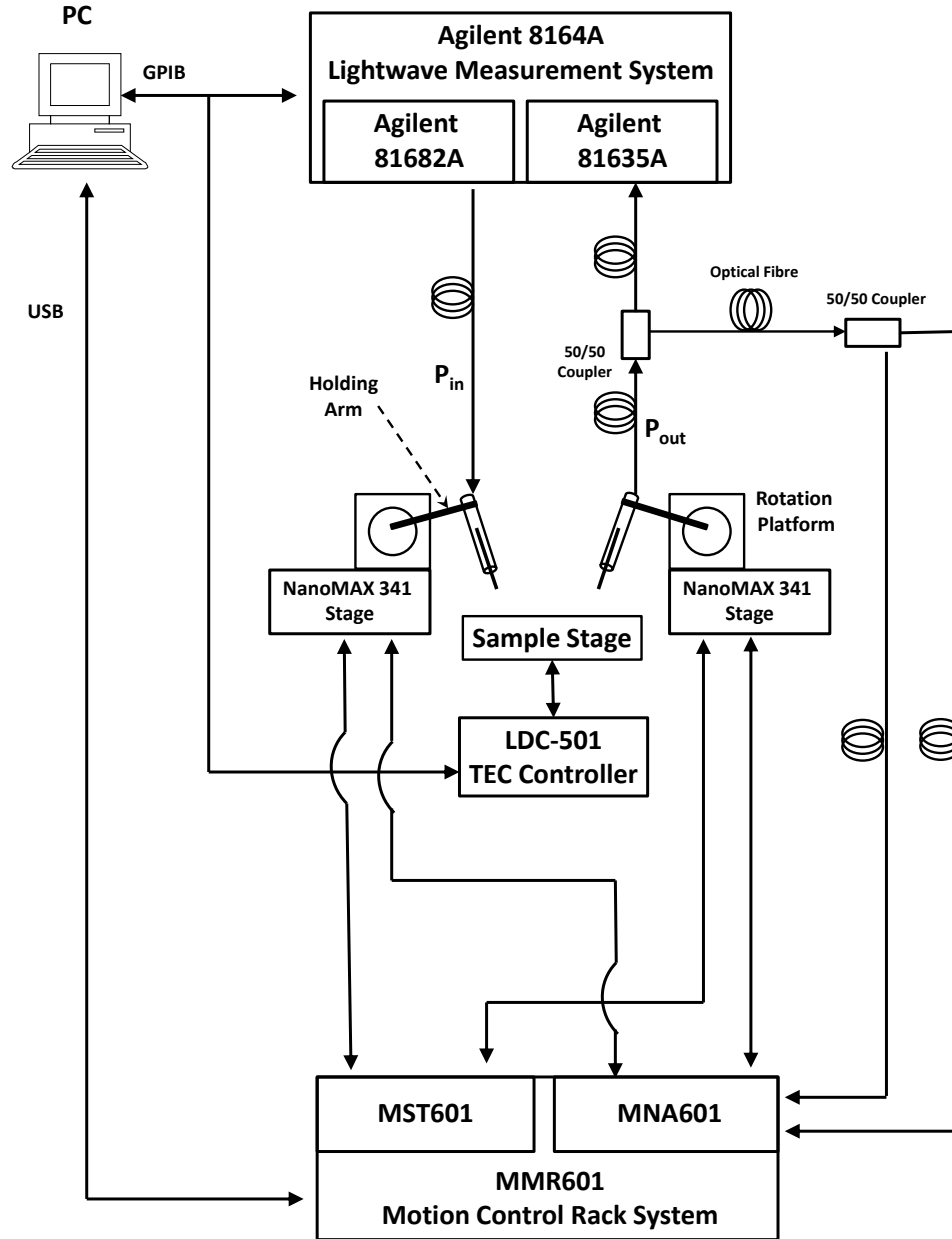 PC
Agilent 8164A
Lightwave Measurement System
GPIB
Agilent
81682A
Agilent
81635A
Optical Fibre
50/50 Coupler
USB
50/50
Coupler
Pin
Holding
Arm
Pout
Rotation
Platform
NanoMAX 341
Stage
NanoMAX 341
Stage
Sample Stage
LDC-501
TEC Controller
MST601
MNA601
MMR601
Motion Control Rack System